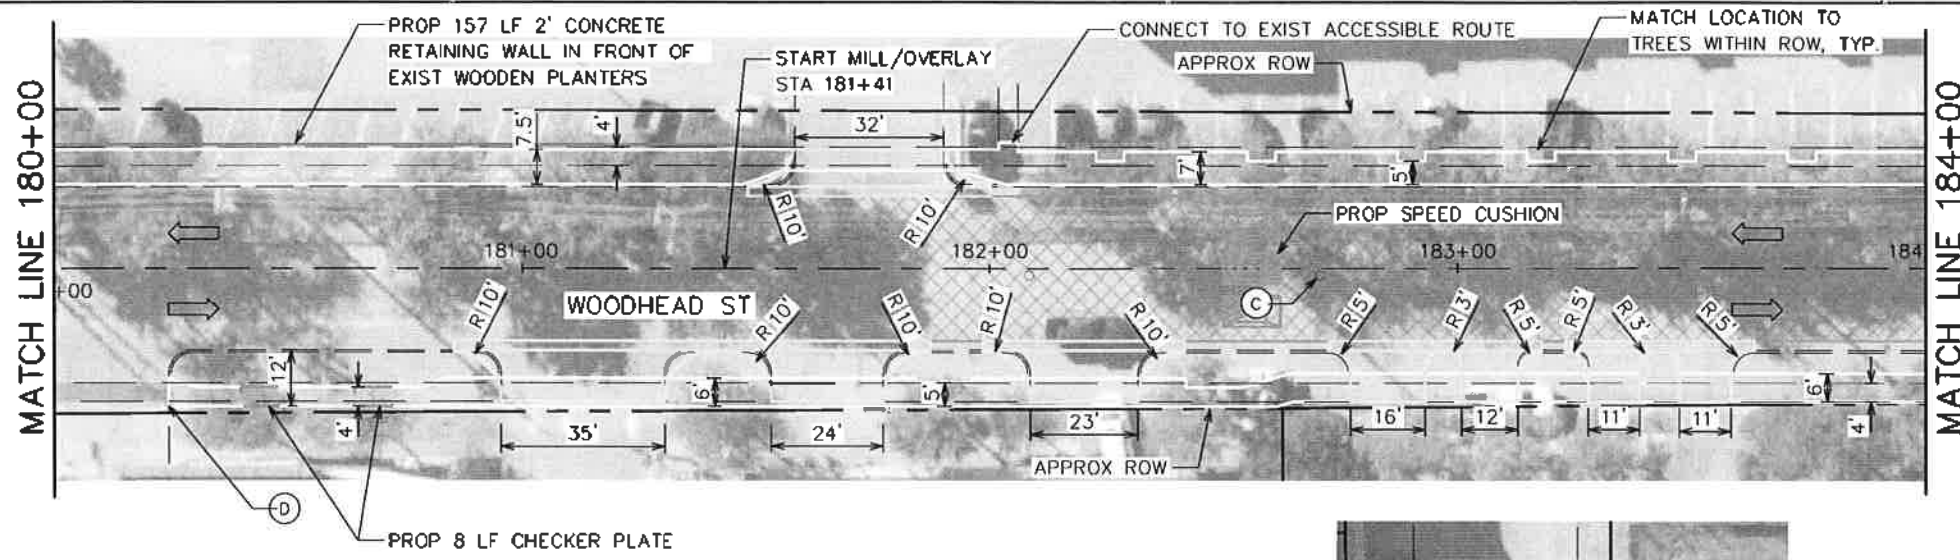 PROP 157 LF 2' CONCRETE
RETAINING WALL IN FRONT OF
EXIST WOODEN PLANTERS
START MILL/OVERLAY
STA 181+41
CONNECT TO EXIST ACCESSIBLE ROUTE
APPROX ROW
MATCH LOCATION TO
TREES WITHIN ROW, TYP.
MATCH LINE 180+00
MATCH LINE 184+00
7.5'
4'
32'
7'
5'
R10'
R10'
PROP SPEED CUSHION
181+00
182+00
183+00
184
+00
WOODHEAD ST
C
R10'
R10'
R10'
R10'
R10'
R5'
R3'
R5'
R5'
R3'
R5'
12'
4'
6'
5'
6'
4'
35'
24'
23'
16'
12'
11'
11'
APPROX ROW
D
PROP 8 LF CHECKER PLATE